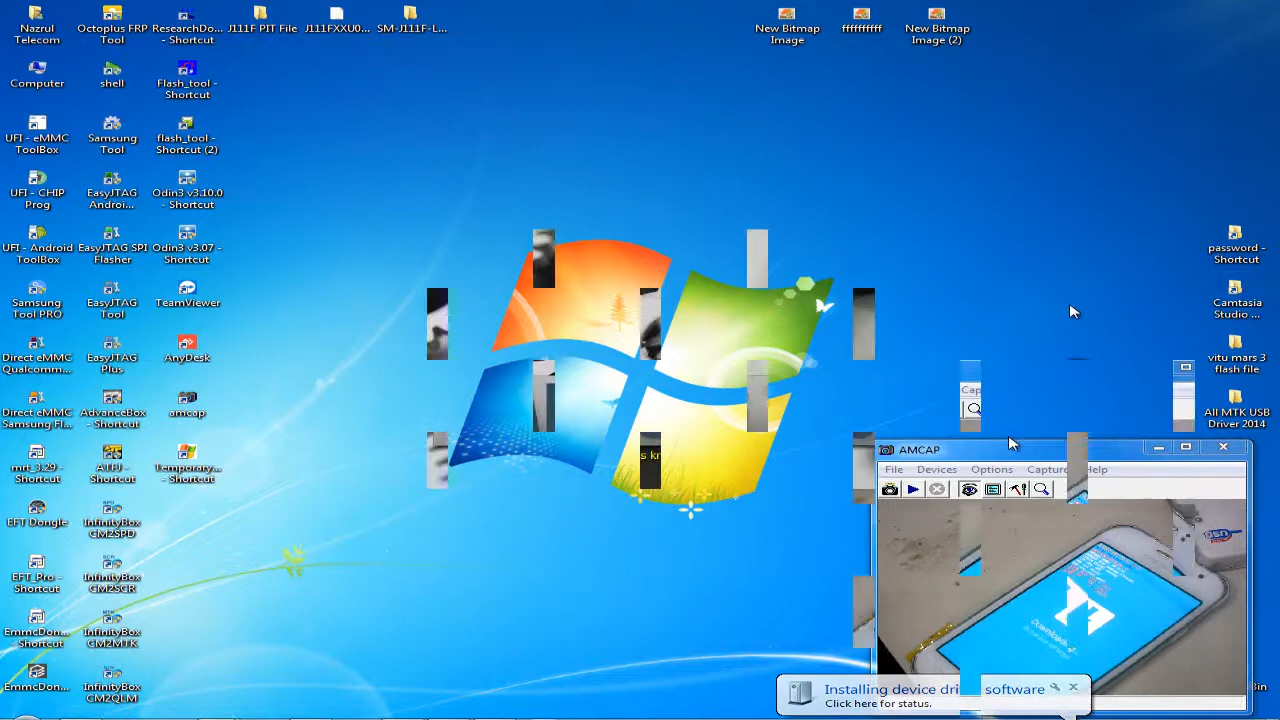 Nazrul
Telecom
Octoplus FRP
Tool
ResearchDo...
- Shortcut
J111F PIT File
J111FXXU0...
SM-J111F-L...
New Bitmap
Image
ffffffffff
New Bitmap
Image (2)
Computer
shell
Flash_tool -
Shortcut
UFI - eMMC
ToolBox
Samsung
Tool
flash_tool -
Shortcut (2)
UFI - CHIP
Prog
EasyJTAG
Androi...
Odin3 v3.10.0
- Shortcut
UFI - Android
ToolBox
EasyJTAG SPI
Flasher
Odin3 v3.07 -
Shortcut
password -
Shortcut
Samsung
Tool PRO
EasyJTAG
Tool
TeamViewer
Camtasia
Studio ...
Direct eMMC
Qualcomm...
EasyJTAG
Plus
AnyDesk
vitu mars 3
flash file
Direct eMMC
Samsung Fl...
AdvanceBox
- Shortcut
amcap
Cap
All MTK USB
Driver 2014
mrt_3.29 -
Shortcut
ATFJ -
Shortcut
Temporary...
- Shortcut
s kr
AMCAP
File Devices Options Capture Help
EFT Dongle
InfinityBox
CM2SPD
EFT_Pro -
Shortcut
InfinityBox
CM2SCR
EmmcDon...
Shortcut
InfinityBox
CM2MTK
Downloading
EmmcDon...
InfinityBox
CM2QLM
Installing device dri software
Click here for status.
Bin